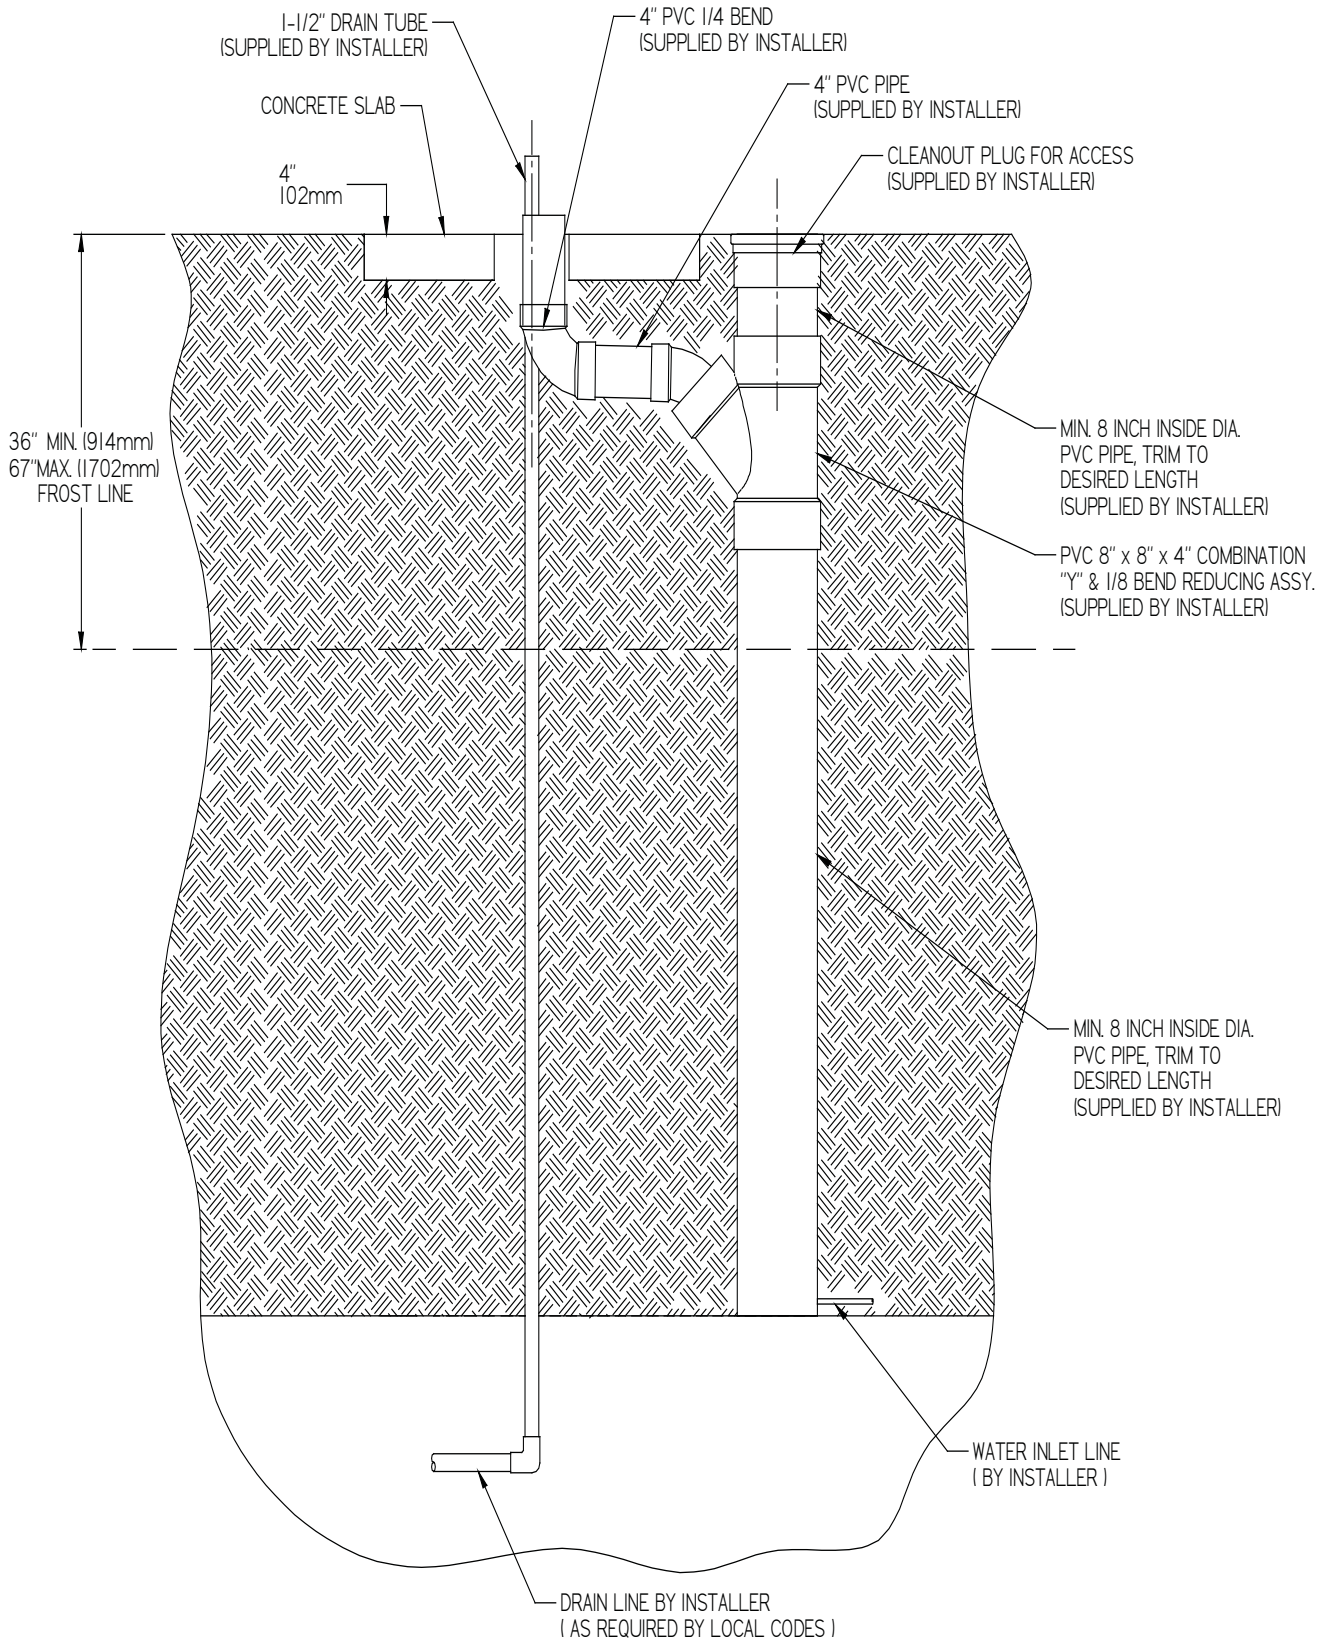 1-1/2" DRAIN TUBE
(SUPPLIED BY INSTALLER)
4" PVC 1/4 BEND
(SUPPLIED BY INSTALLER)
4" PVC PIPE
(SUPPLIED BY INSTALLER)
CONCRETE SLAB
CLEANOUT PLUG FOR ACCESS
(SUPPLIED BY INSTALLER)
4"
102mm
36" MIN. (914mm)
67"MAX. (1702mm)
FROST LINE
MIN. 8 INCH INSIDE DIA.
PVC PIPE, TRIM TO
DESIRED LENGTH
(SUPPLIED BY INSTALLER)
PVC 8" x 8" x 4" COMBINATION
"Y" & 1/8 BEND REDUCING ASSY.
(SUPPLIED BY INSTALLER)
MIN. 8 INCH INSIDE DIA.
PVC PIPE, TRIM TO
DESIRED LENGTH
(SUPPLIED BY INSTALLER)
WATER INLET LINE
( BY INSTALLER )
DRAIN LINE BY INSTALLER
( AS REQUIRED BY LOCAL CODES )